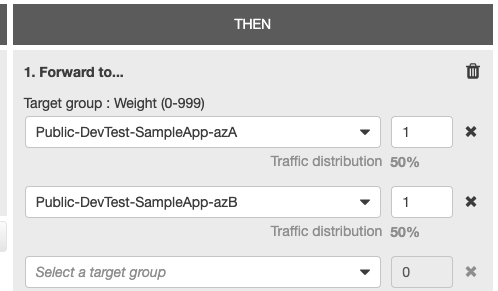 THEN
1. Forward to...
Target group : Weight (0-999)
Public-DevTest-SampleApp-azA 1
Traffic distribution 50%
Public-DevTest-SampleApp-azB 1
Traffic distribution 50%
Select a target group 0